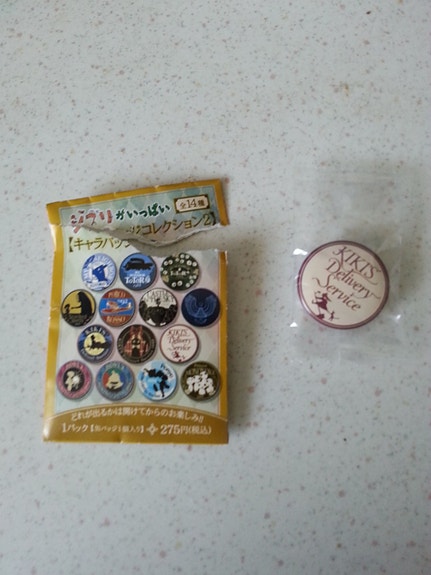 ジブリがいっぱい
全14種
コレクション2
【キャラバッ
ToToRo
KIKI'S
Delivery
Service
これが出るかは開けてからのお楽しみ!!
1パック【缶バッジ1個入り】 275円(税込)
KIKI'S
Delivery
Service